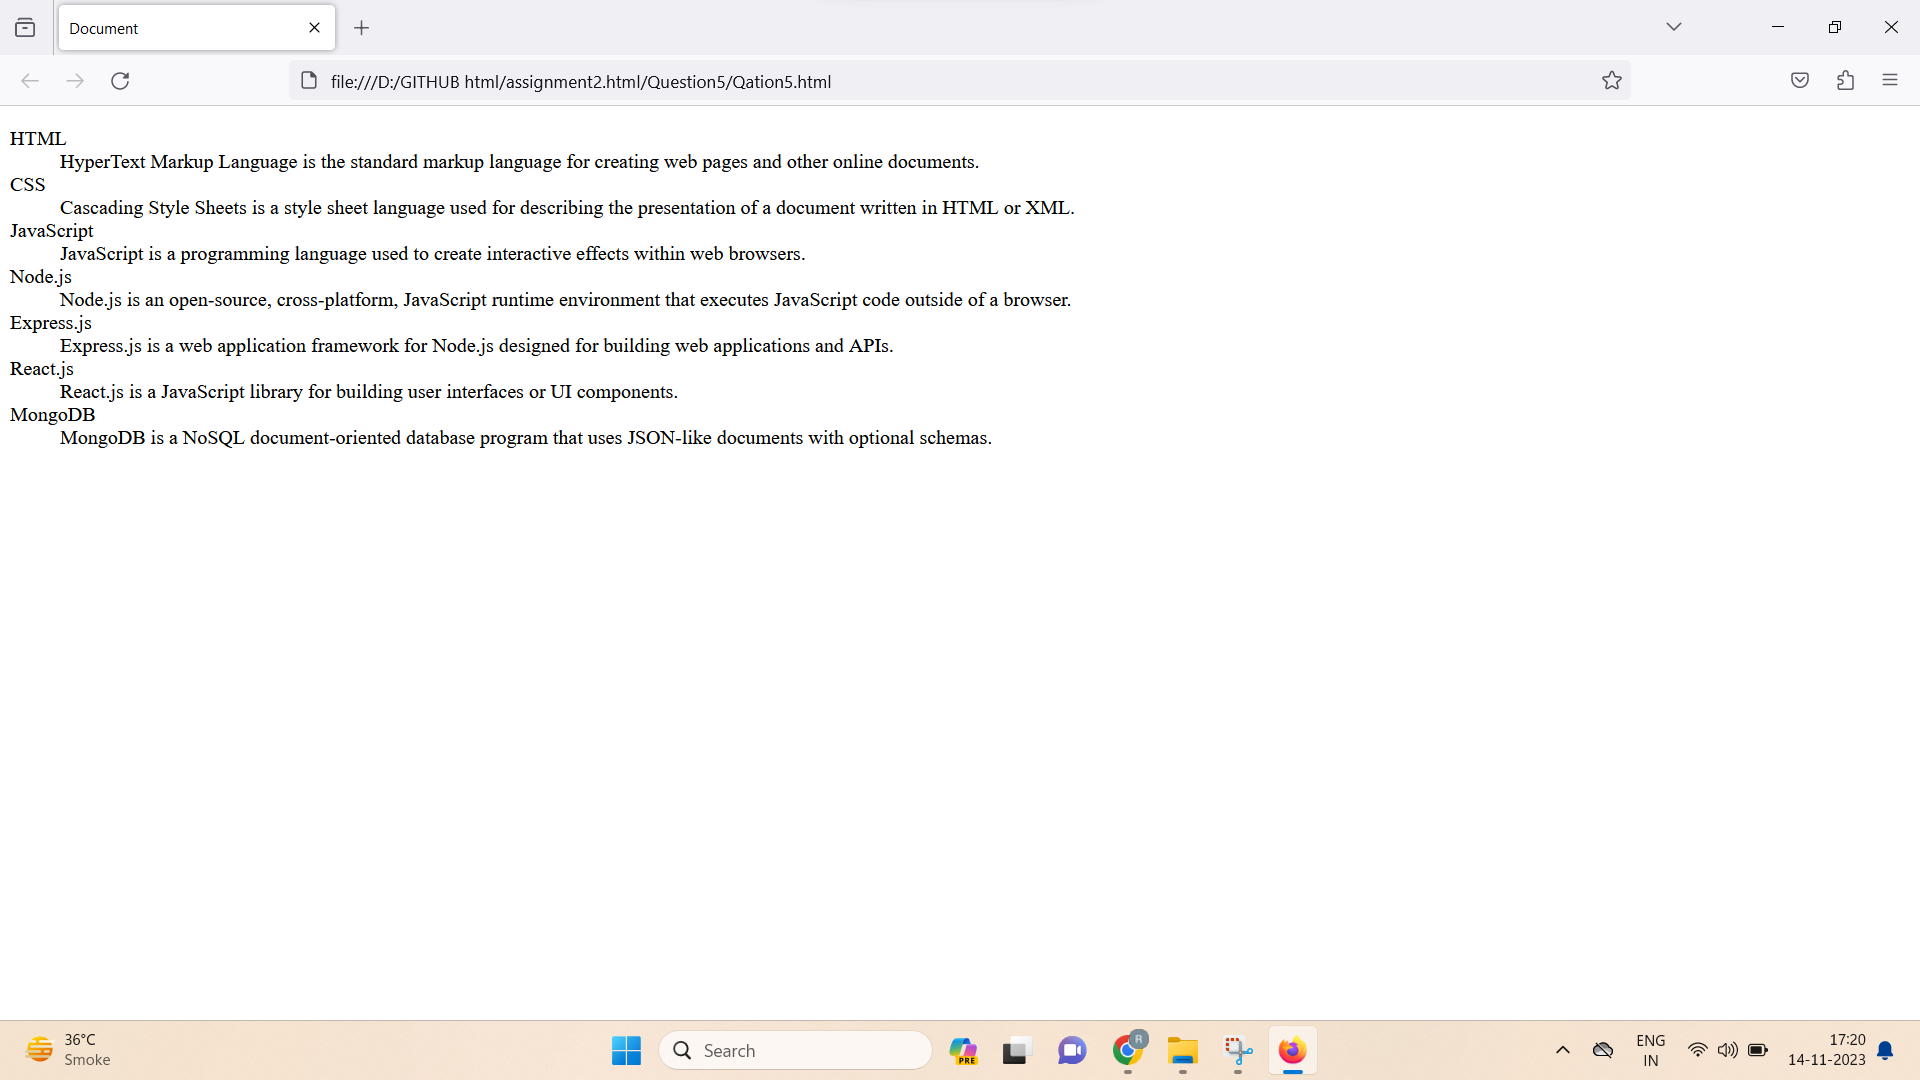 Document
file:///D:/GITHUB html/assignment2.html/Question5/Qation5.html
HTML
HyperText Markup Language is the standard markup language for creating web pages and other online documents.
CSS
Cascading Style Sheets is a style sheet language used for describing the presentation of a document written in HTML or XML.
JavaScript
JavaScript is a programming language used to create interactive effects within web browsers.
Node.js
Node.js is an open-source, cross-platform, JavaScript runtime environment that executes JavaScript code outside of a browser.
Express.js
Express.js is a web application framework for Node.js designed for building web applications and APIs.
React.js
React.js is a JavaScript library for building user interfaces or UI components.
MongoDB
MongoDB is a NoSQL document-oriented database program that uses JSON-like documents with optional schemas.
36°C
Smoke
Search
PRE
R
ENG
IN
17:20
14-11-2023